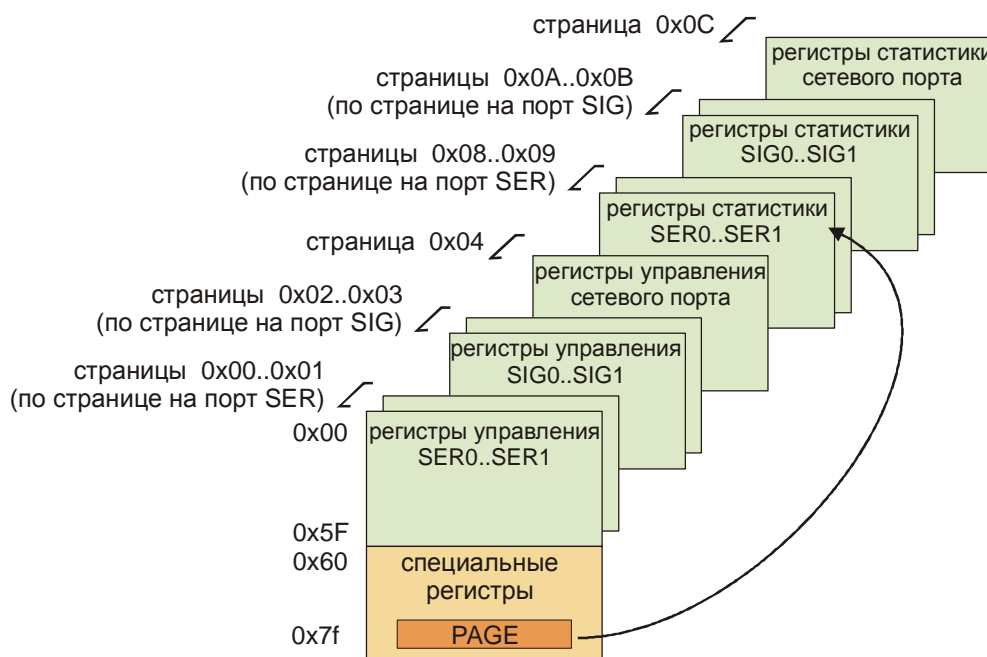 страница 0x0C
регистры статистики
сетевого порта
страницы 0x0A..0x0B
(по странице на порт SIG)
регистры статистики
SIG0..SIG1
страницы 0x08..0x09
(по странице на порт SER)
регистры статистики
SER0..SER1
страница 0x04
регистры управления
сетевого порта
страницы 0x02..0x03
(по странице на порт SIG)
регистры управления
SIG0..SIG1
страницы 0x00..0x01
(по странице на порт SER)
0x00
регистры управления
SER0..SER1
0x5F
0x60
специальные
регистры
0x7f
PAGE